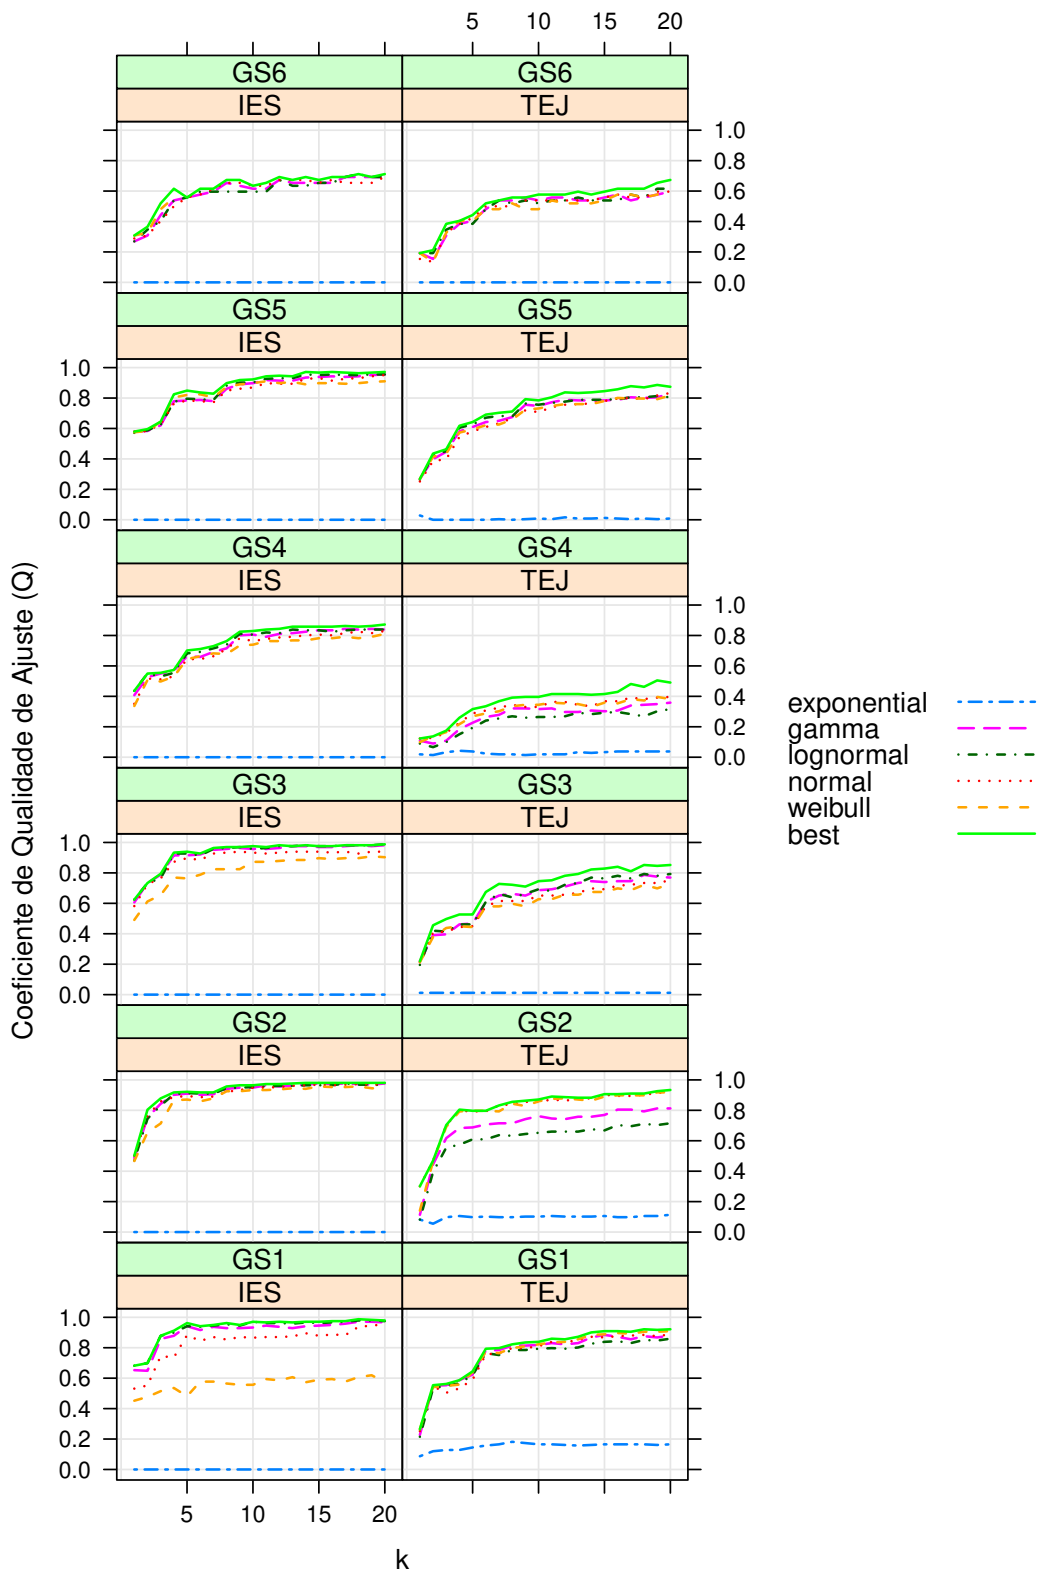 5 10 15 20
GS6 GS6
IES TEJ
1.0
0.8
0.6
0.4
0.2
0.0
GS5 GS5
IES TEJ
1.0
0.8
0.6
0.4
0.2
0.0
GS4 GS4
IES TEJ
1.0
0.8
0.6
0.4
0.2
0.0
GS3 GS3
IES TEJ
1.0
0.8
0.6
0.4
0.2
0.0
GS2 GS2
IES TEJ
1.0
0.8
0.6
0.4
0.2
0.0
GS1 GS1
IES TEJ
1.0
0.8
0.6
0.4
0.2
0.0
5 10 15 20
k
Coeficiente de Qualidade de Ajuste (Q)
exponential
gamma
lognormal
normal
weibull
best